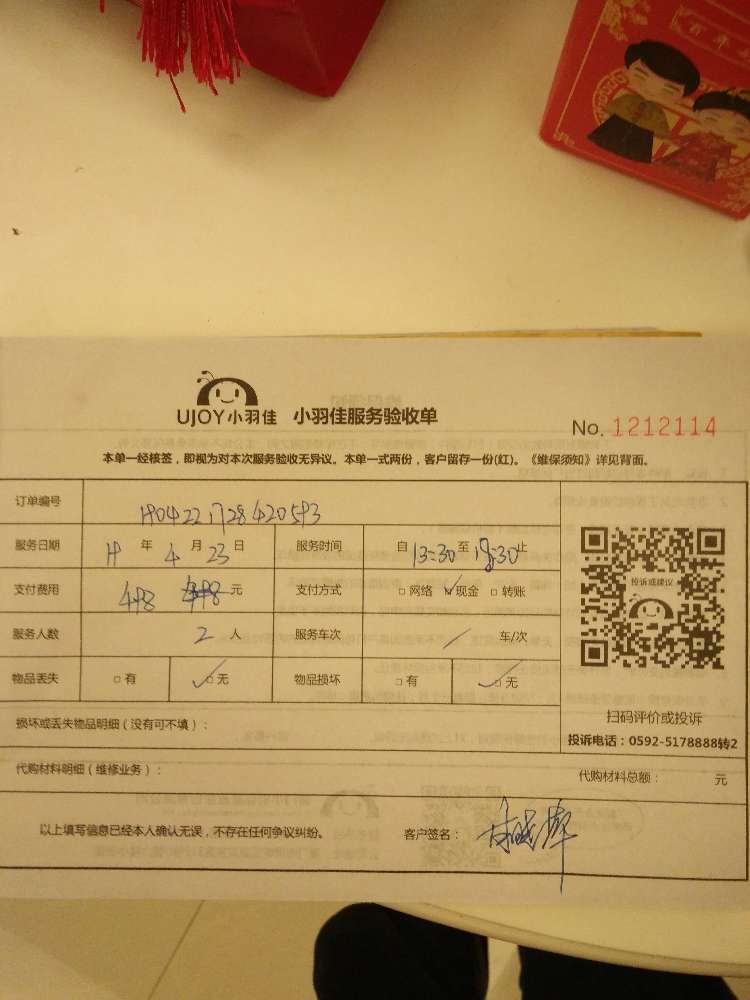 百年
UJOY小羽佳 小羽佳服务验收单
No. 1212114
本单一经核签，即视为对本次服务验收无异议。本单一式两份，客户留存一份(红)。《维保须知》详见背面。
订单编号
服务日期 年 4 月 23 日 服务时间 自 13:30 至 18:30 止
支付费用 498 元 支付方式 □ 网络 ☑ 现金 □ 转账
投诉或建议
服务人数 2 人 服务车次 / 车/次
物品丢失 □ 有 ☑ 无 物品损坏 □ 有 ☑ 无
扫码评价或投诉
损坏或丢失物品明细（没有可不填）：
投诉电话：0592-5178888转2
代购材料明细（维修业务）： 代购材料总额： 元
以上填写信息已经本人确认无误，不存在任何争议纠纷。 客户签名：